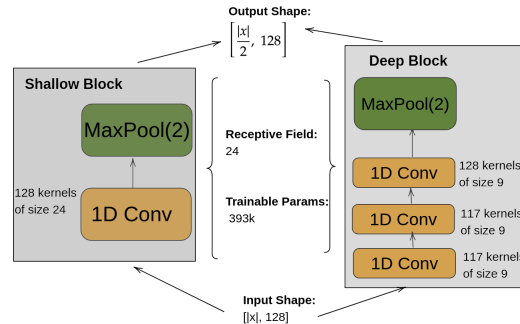 Output Shape:
[|x|/2, 128]
Shallow Block
MaxPool(2)
128 kernels
of size 24
1D Conv
Receptive Field:
24
Trainable Params:
393k
Deep Block
MaxPool(2)
1D Conv
128 kernels
of size 9
1D Conv
117 kernels
of size 9
1D Conv
117 kernels
of size 9
Input Shape:
[|x|, 128]